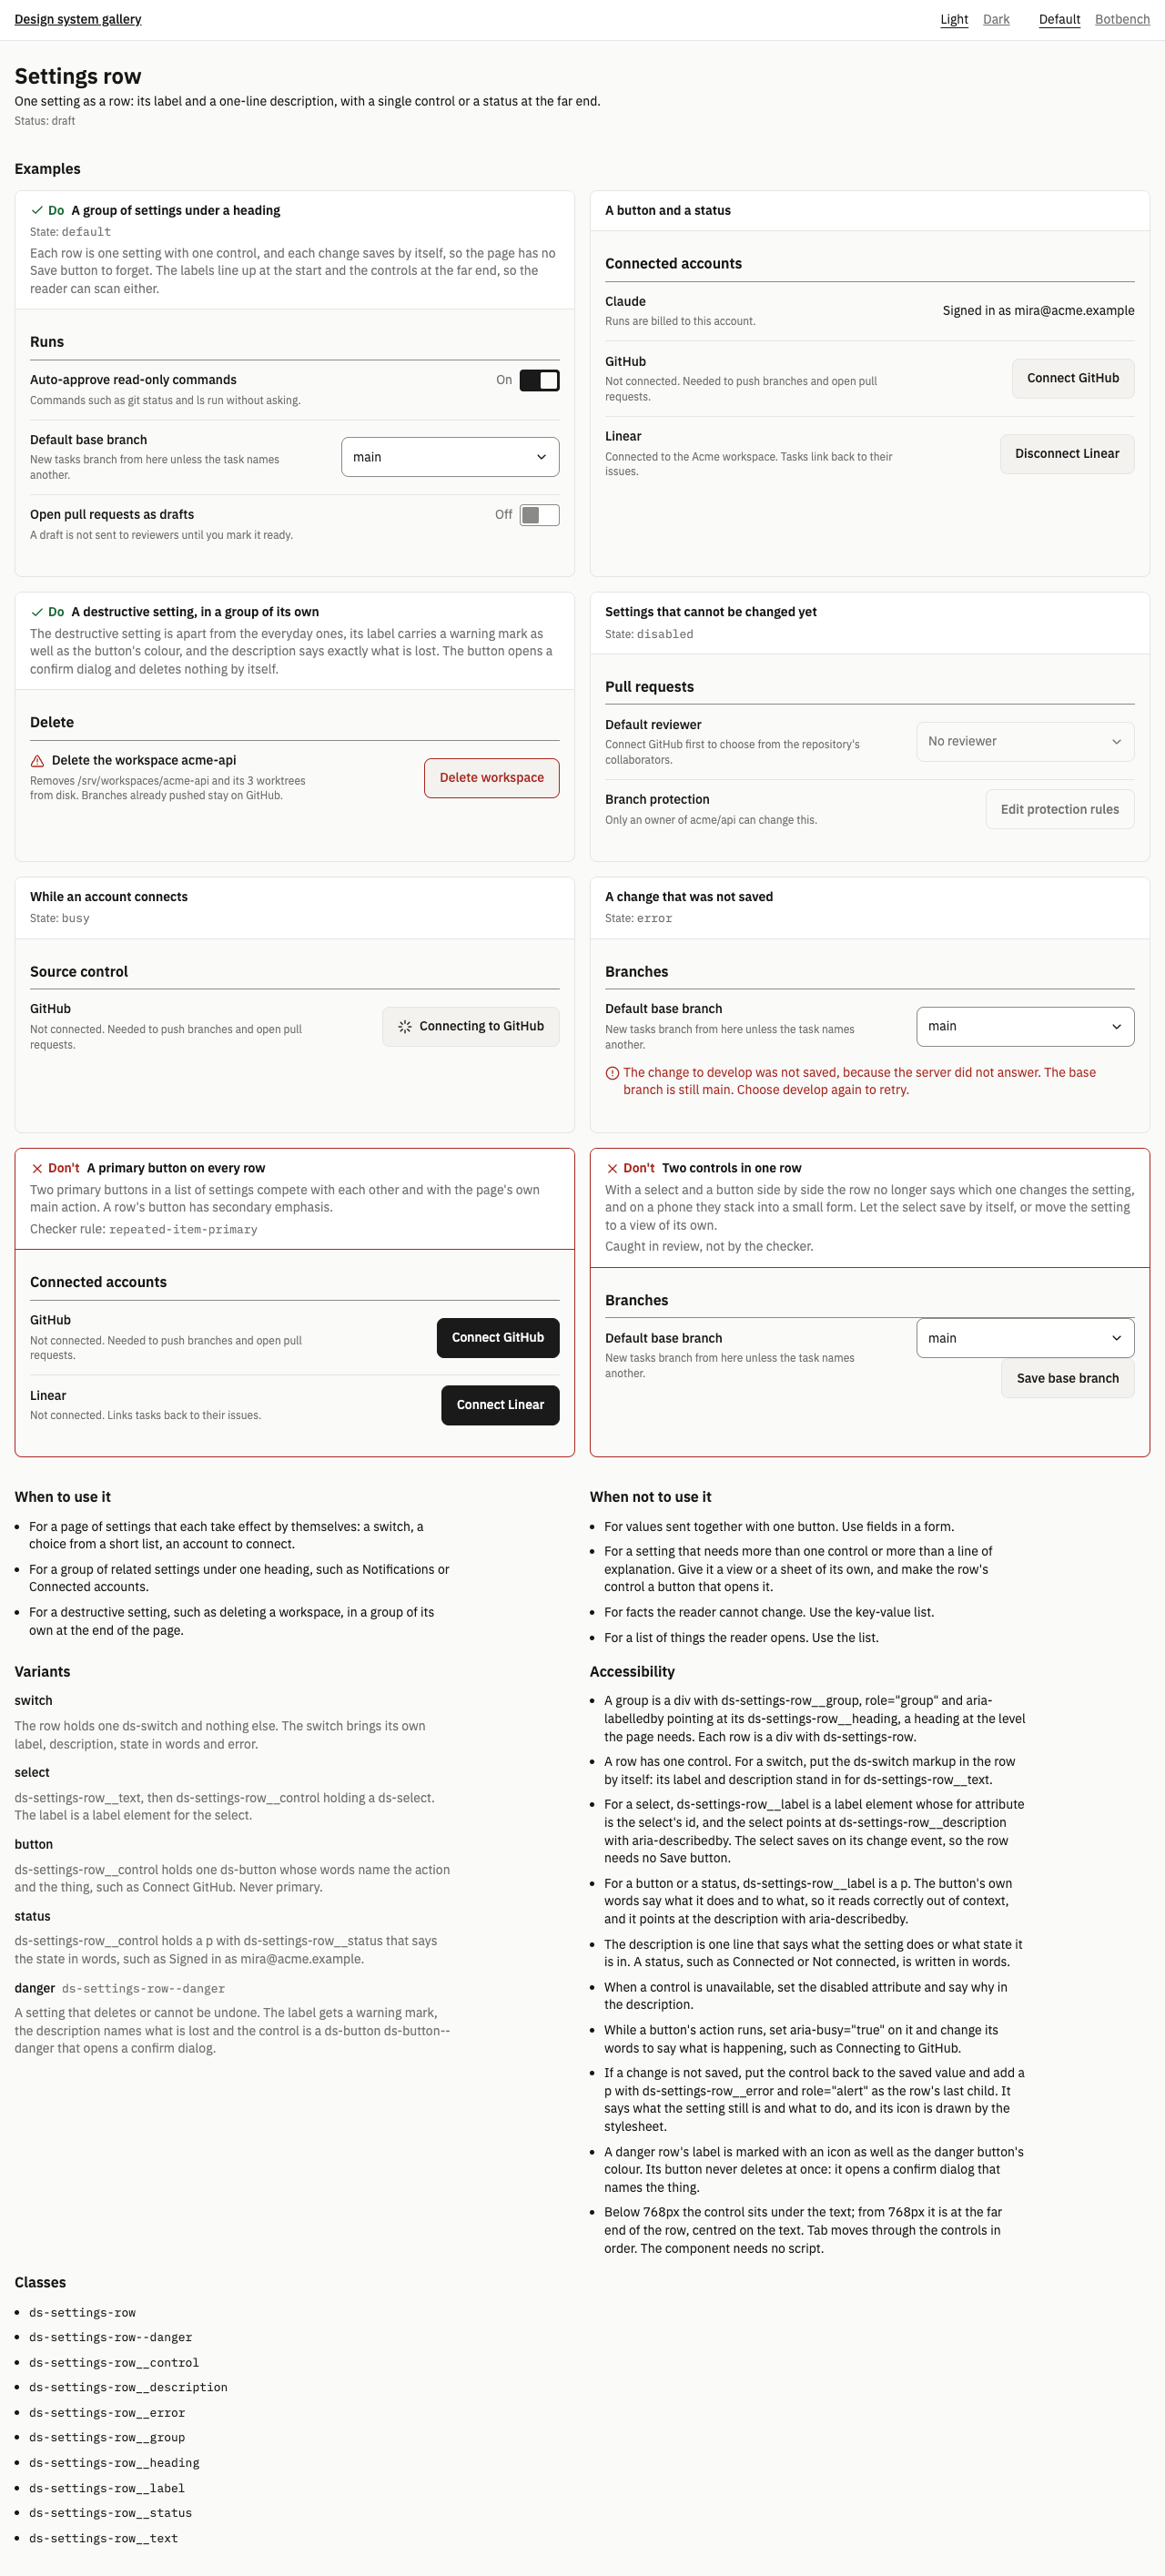 Design system gallery
Light Dark Default Botbench
Settings row
One setting as a row: its label and a one-line description, with a single control or a status at the far end.
Status: draft
Examples
Do A group of settings under a heading
State: default
Each row is one setting with one control, and each change saves by itself, so the page has no
Save button to forget. The labels line up at the start and the controls at the far end, so the
reader can scan either.
Runs
Auto-approve read-only commands
On
Commands such as git status and ls run without asking.
Default base branch
New tasks branch from here unless the task names
another.
main
Open pull requests as drafts
Off
A draft is not sent to reviewers until you mark it ready.
A button and a status
Connected accounts
Claude
Runs are billed to this account.
Signed in as mira@acme.example
GitHub
Not connected. Needed to push branches and open pull
requests.
Connect GitHub
Linear
Connected to the Acme workspace. Tasks link back to their
issues.
Disconnect Linear
Do A destructive setting, in a group of its own
The destructive setting is apart from the everyday ones, its label carries a warning mark as
well as the button's colour, and the description says exactly what is lost. The button opens a
confirm dialog and deletes nothing by itself.
Delete
Delete the workspace acme-api
Removes /srv/workspaces/acme-api and its 3 worktrees
from disk. Branches already pushed stay on GitHub.
Delete workspace
Settings that cannot be changed yet
State: disabled
Pull requests
Default reviewer
Connect GitHub first to choose from the repository's
collaborators.
No reviewer
Branch protection
Only an owner of acme/api can change this.
Edit protection rules
While an account connects
State: busy
Source control
GitHub
Not connected. Needed to push branches and open pull
requests.
Connecting to GitHub
A change that was not saved
State: error
Branches
Default base branch
New tasks branch from here unless the task names
another.
main
The change to develop was not saved, because the server did not answer. The base
branch is still main. Choose develop again to retry.
Don't A primary button on every row
Two primary buttons in a list of settings compete with each other and with the page's own
main action. A row's button has secondary emphasis.
Checker rule: repeated-item-primary
Connected accounts
GitHub
Not connected. Needed to push branches and open pull
requests.
Connect GitHub
Linear
Not connected. Links tasks back to their issues.
Connect Linear
Don't Two controls in one row
With a select and a button side by side the row no longer says which one changes the setting,
and on a phone they stack into a small form. Let the select save by itself, or move the setting
to a view of its own.
Caught in review, not by the checker.
Branches
Default base branch
New tasks branch from here unless the task names
another.
main
Save base branch
When to use it
• For a page of settings that each take effect by themselves: a switch, a
choice from a short list, an account to connect.
• For a group of related settings under one heading, such as Notifications or
Connected accounts.
• For a destructive setting, such as deleting a workspace, in a group of its
own at the end of the page.
When not to use it
• For values sent together with one button. Use fields in a form.
• For a setting that needs more than one control or more than a line of
explanation. Give it a view or a sheet of its own, and make the row's
control a button that opens it.
• For facts the reader cannot change. Use the key-value list.
• For a list of things the reader opens. Use the list.
Variants
switch
The row holds one ds-switch and nothing else. The switch brings its own
label, description, state in words and error.
select
ds-settings-row__text, then ds-settings-row__control holding a ds-select.
The label is a label element for the select.
button
ds-settings-row__control holds one ds-button whose words name the action
and the thing, such as Connect GitHub. Never primary.
status
ds-settings-row__control holds a p with ds-settings-row__status that says
the state in words, such as Signed in as mira@acme.example.
danger ds-settings-row--danger
A setting that deletes or cannot be undone. The label gets a warning mark,
the description names what is lost and the control is a ds-button ds-button--
danger that opens a confirm dialog.
Accessibility
• A group is a div with ds-settings-row__group, role="group" and aria-
labelledby pointing at its ds-settings-row__heading, a heading at the level
the page needs. Each row is a div with ds-settings-row.
• A row has one control. For a switch, put the ds-switch markup in the row
by itself: its label and description stand in for ds-settings-row__text.
• For a select, ds-settings-row__label is a label element whose for attribute
is the select's id, and the select points at ds-settings-row__description
with aria-describedby. The select saves on its change event, so the row
needs no Save button.
• For a button or a status, ds-settings-row__label is a p. The button's own
words say what it does and to what, so it reads correctly out of context,
and it points at the description with aria-describedby.
• The description is one line that says what the setting does or what state it
is in. A status, such as Connected or Not connected, is written in words.
• When a control is unavailable, set the disabled attribute and say why in
the description.
• While a button's action runs, set aria-busy="true" on it and change its
words to say what is happening, such as Connecting to GitHub.
• If a change is not saved, put the control back to the saved value and add a
p with ds-settings-row__error and role="alert" as the row's last child. It
says what the setting still is and what to do, and its icon is drawn by the
stylesheet.
• A danger row's label is marked with an icon as well as the danger button's
colour. Its button never deletes at once: it opens a confirm dialog that
names the thing.
• Below 768px the control sits under the text; from 768px it is at the far
end of the row, centred on the text. Tab moves through the controls in
order. The component needs no script.
Classes
• ds-settings-row
• ds-settings-row--danger
• ds-settings-row__control
• ds-settings-row__description
• ds-settings-row__error
• ds-settings-row__group
• ds-settings-row__heading
• ds-settings-row__label
• ds-settings-row__status
• ds-settings-row__text